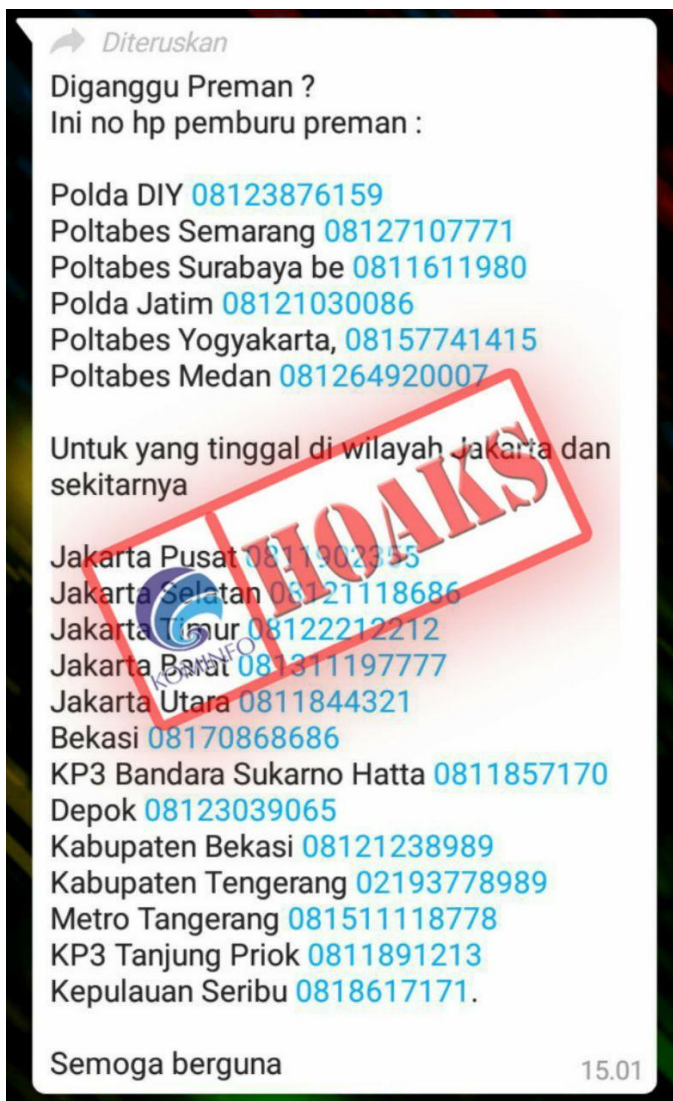 Diteruskan
Diganggu Preman ?
Ini no hp pemburu preman :
Polda DIY 08123876159
Poltabes Semarang 08127107771
Poltabes Surabaya be 0811611980
Polda Jatim 08121030086
Poltabes Yogyakarta, 08157741415
Poltabes Medan 081264920007
Untuk yang tinggal di wilayah Jakarta dan
sekitarnya
HOAKS
Jakarta Pusat 0811902355
Jakarta Selatan 08121118686
Jakarta Timur 08122212212
Jakarta Barat 081311197777
KOMINFO
Jakarta Utara 0811844321
Bekasi 08170868686
KP3 Bandara Sukarno Hatta 0811857170
Depok 08123039065
Kabupaten Bekasi 08121238989
Kabupaten Tengerang 02193778989
Metro Tangerang 081511118778
KP3 Tanjung Priok 0811891213
Kepulauan Seribu 0818617171.
Semoga berguna
15.01